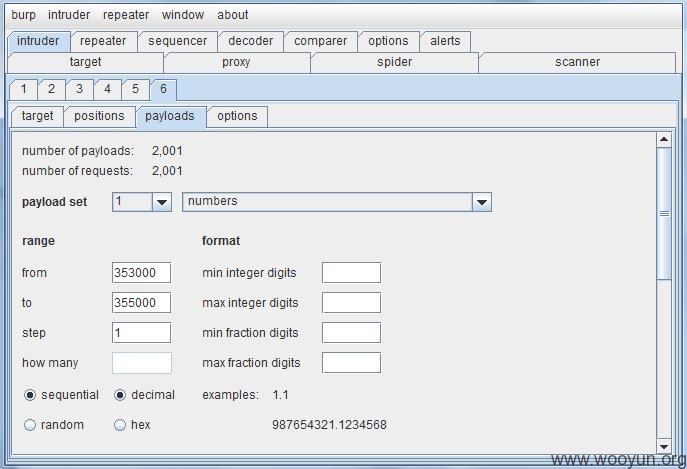 burp intruder repeater window about
intruder repeater sequencer decoder comparer options alerts
target proxy spider scanner
1 2 3 4 5 6
target positions payloads options
number of payloads: 2,001
number of requests: 2,001
payload set 1 numbers
range format
from 353000 min integer digits
to 355000 max integer digits
step 1 min fraction digits
how many max fraction digits
sequential decimal examples: 1.1
random hex 987654321.1234568
www.wooyun.org